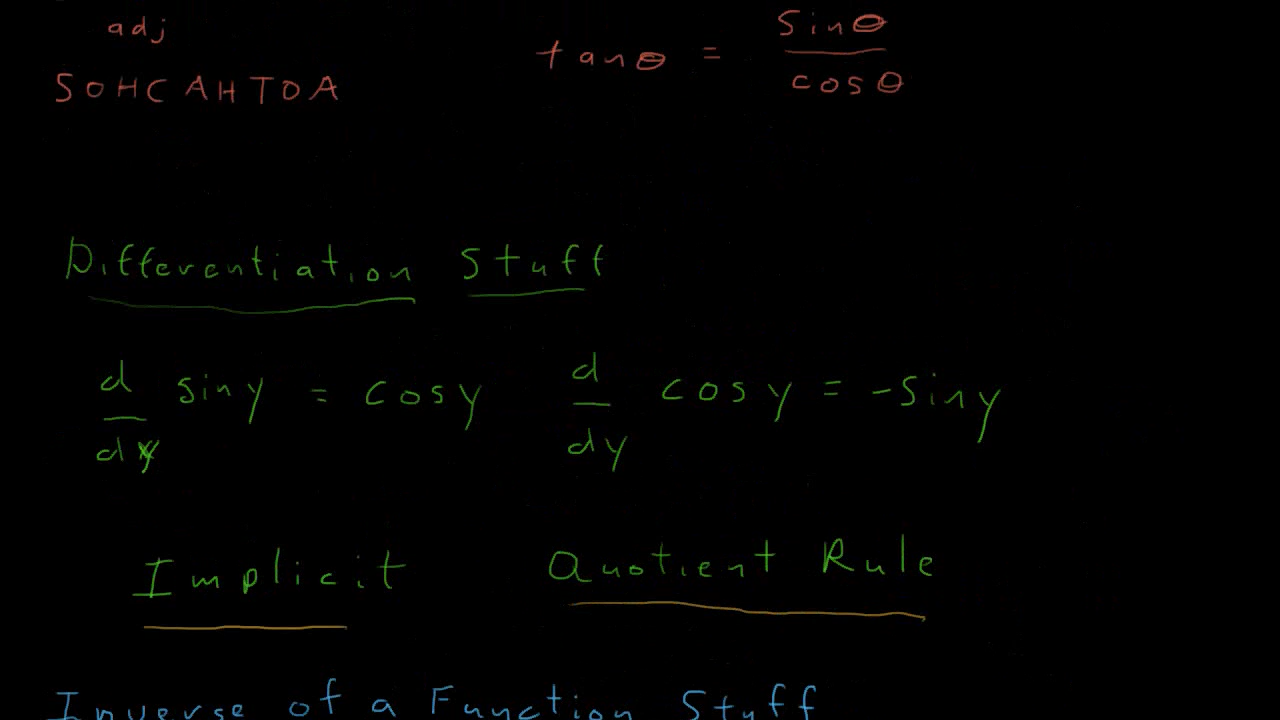 adj
SOHCAHTOA
tanθ = sinθ / cosθ
Differentiation Stuff
d/dy siny = cosy d/dy cosy = -siny
Implicit Quotient Rule
Inverse of a Function Stuff